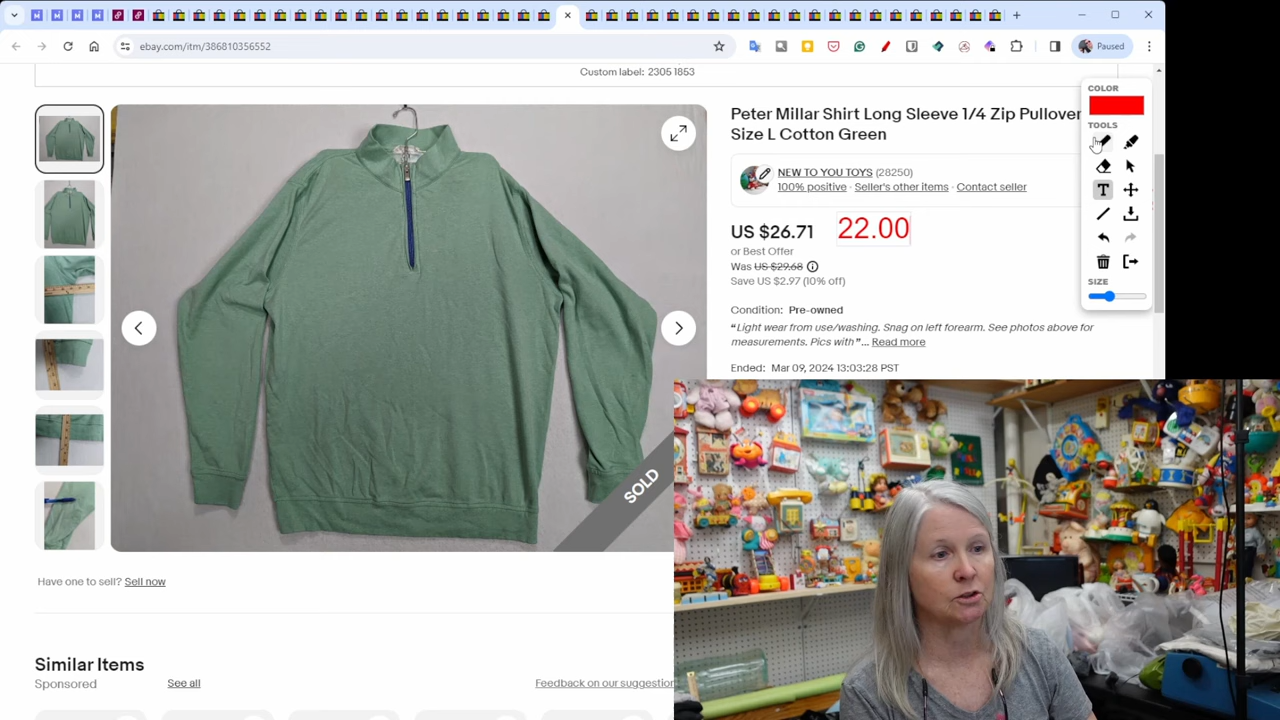 ebay.com/itm/386810356552
Paused
Custom label: 2305 1853
COLOR
TOOLS
T
SIZE
Peter Millar Shirt Long Sleeve 1/4 Zip Pullover
Size L Cotton Green
NEW TO YOU TOYS (28250)
100% positive · Seller's other items · Contact seller
US $26.71
22.00
or Best Offer
Was US $29.68
Save US $2.97 (10% off)
Condition: Pre-owned
“Light wear from use/washing. Snag on left forearm. See photos above for
measurements. Pics with”... Read more
Ended: Mar 09, 2024 13:03:28 PST
SOLD
Have one to sell? Sell now
Similar Items
Sponsored
See all
Feedback on our suggestio